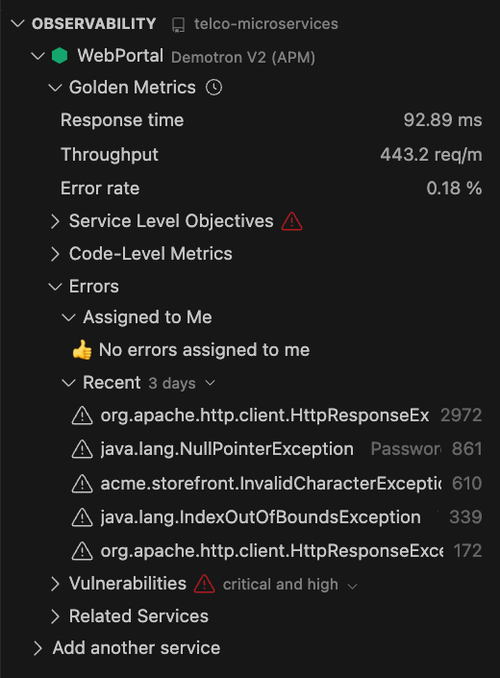 OBSERVABILITY telco-microservices
WebPortal Demotron V2 (APM)
Golden Metrics
Response time 92.89 ms
Throughput 443.2 req/m
Error rate 0.18 %
Service Level Objectives
Code-Level Metrics
Errors
Assigned to Me
👍 No errors assigned to me
Recent 3 days
org.apache.http.client.HttpResponseEx 2972
java.lang.NullPointerException Passwor 861
acme.storefront.InvalidCharacterExceptic 610
java.lang.IndexOutOfBoundsException 339
org.apache.http.client.HttpResponseExce 172
Vulnerabilities critical and high
Related Services
Add another service